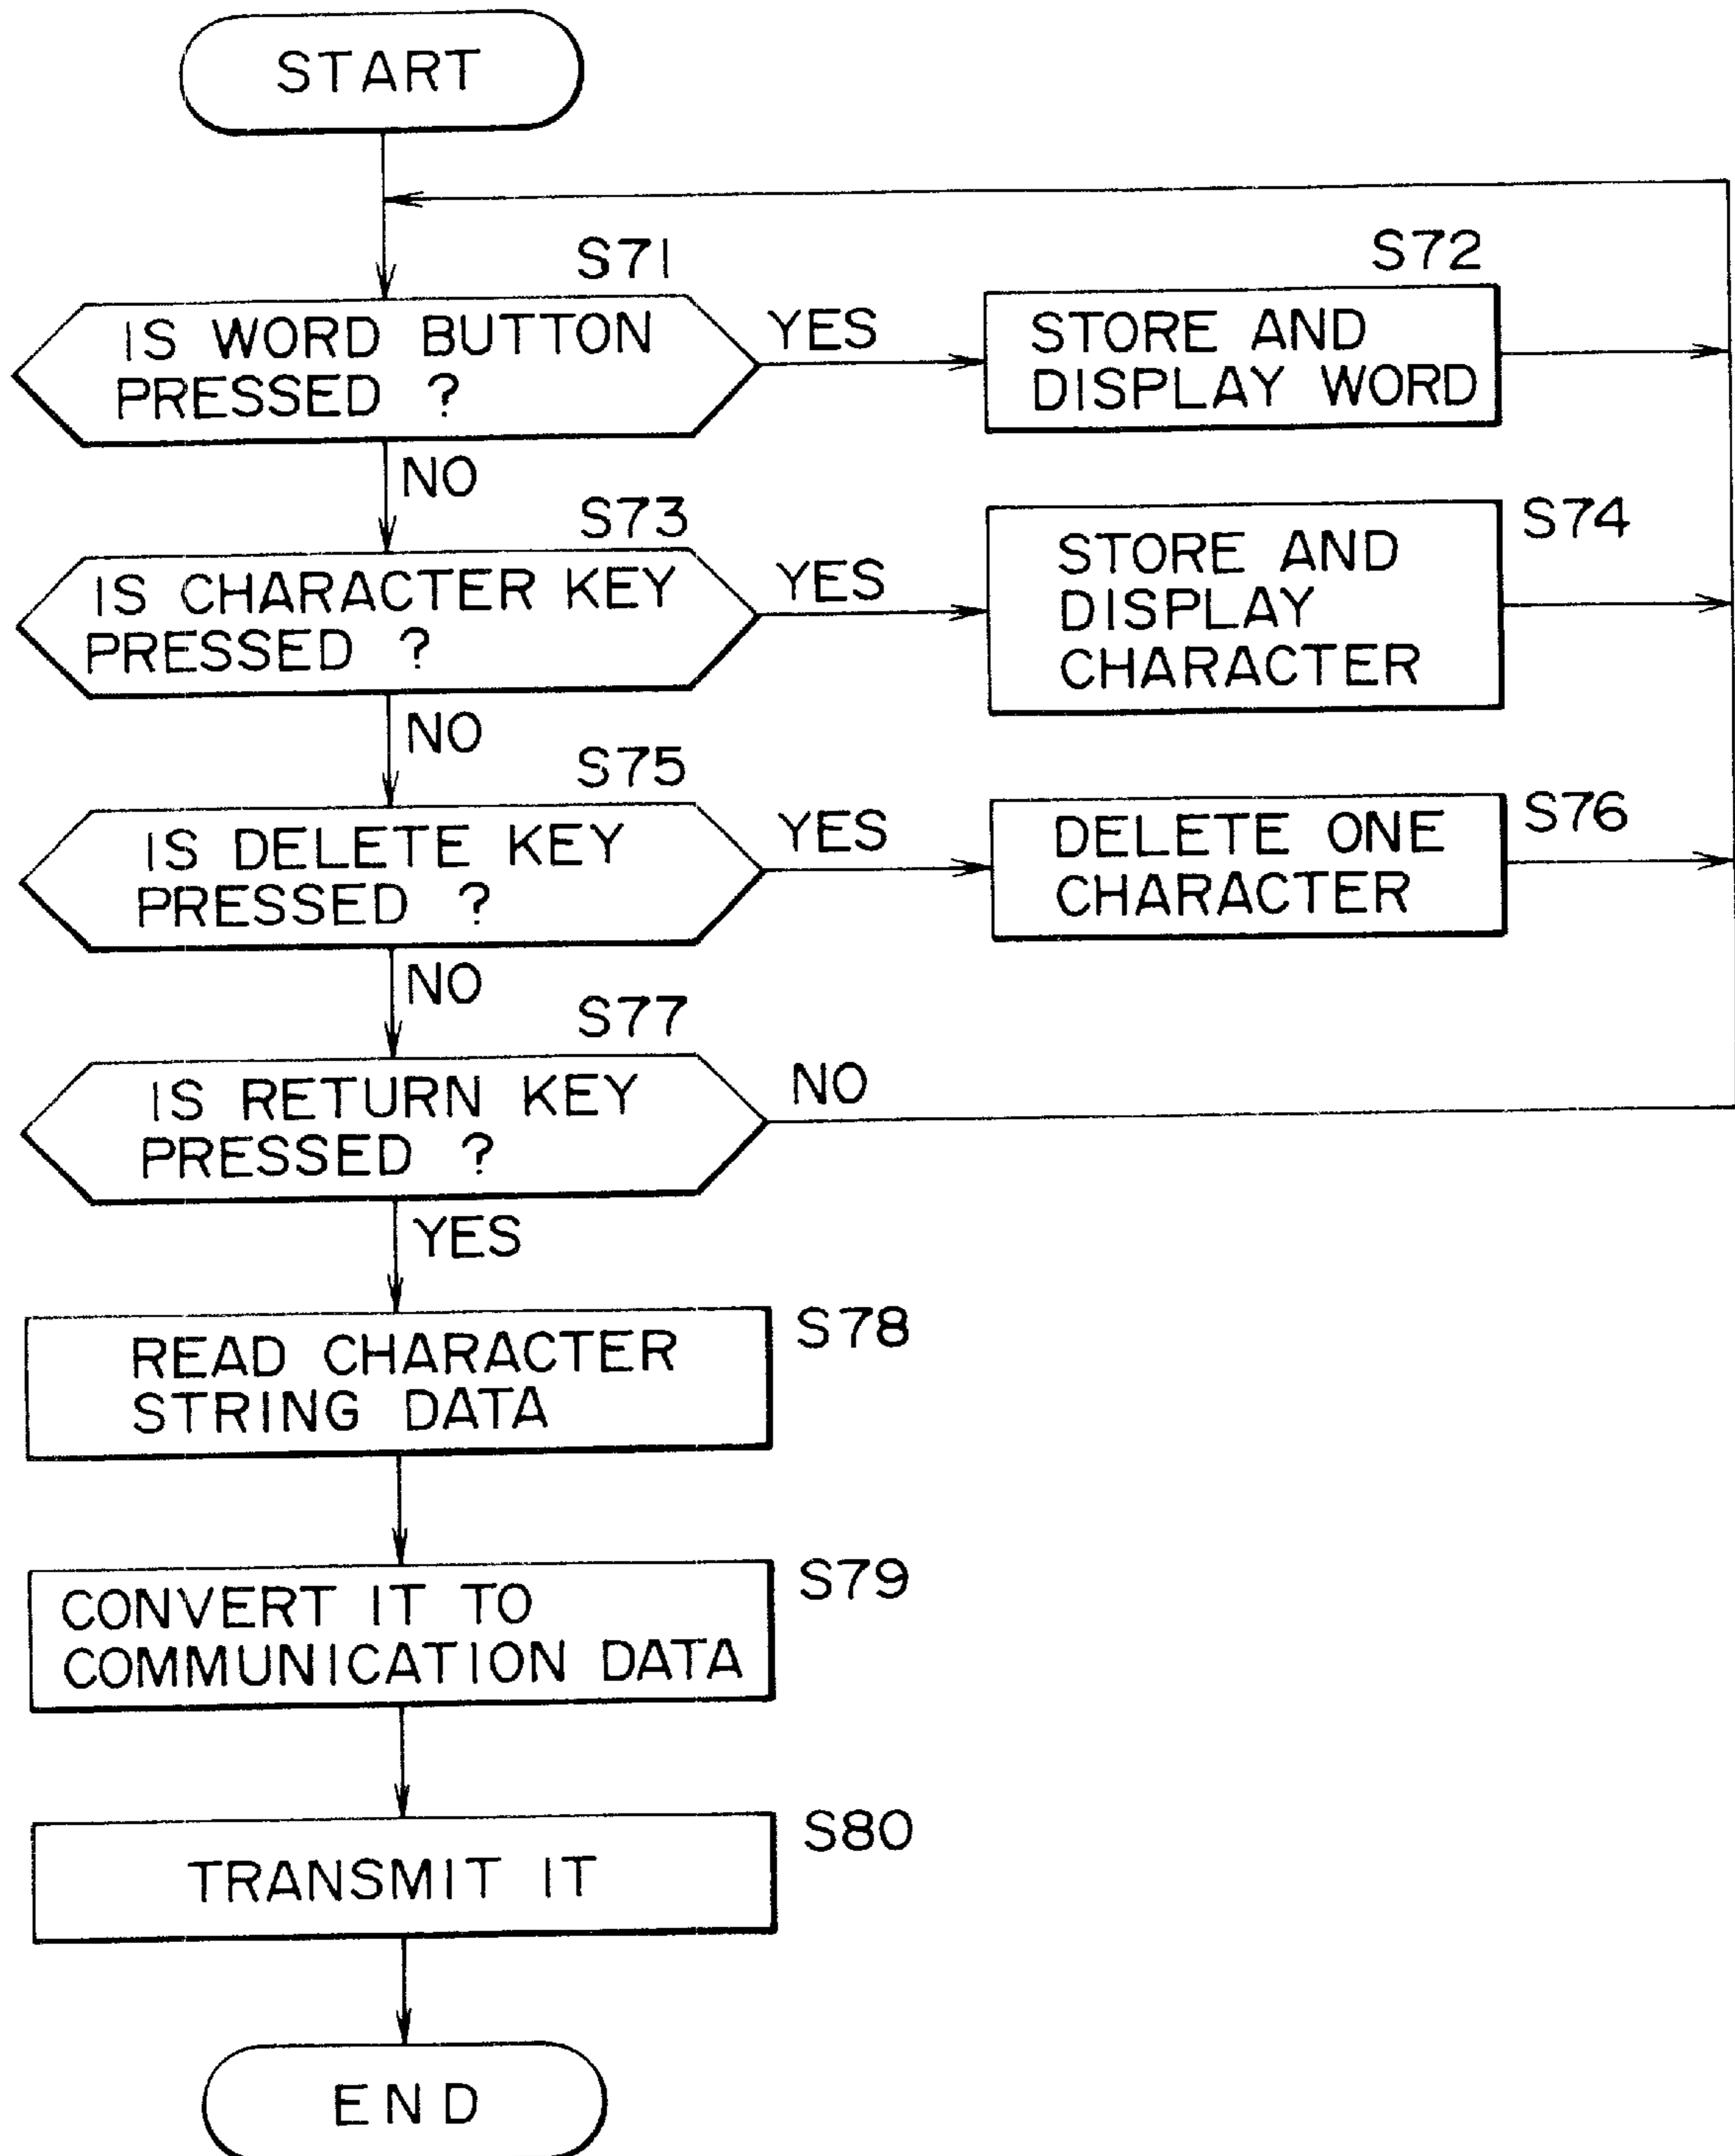 START
S71
IS WORD BUTTON
PRESSED ?
YES
S72
STORE AND
DISPLAY WORD
NO
S73
IS CHARACTER KEY
PRESSED ?
YES
S74
STORE AND
DISPLAY
CHARACTER
NO
S75
IS DELETE KEY
PRESSED ?
YES
S76
DELETE ONE
CHARACTER
NO
S77
IS RETURN KEY
PRESSED ?
NO
YES
S78
READ CHARACTER
STRING DATA
S79
CONVERT IT TO
COMMUNICATION DATA
S80
TRANSMIT IT
END